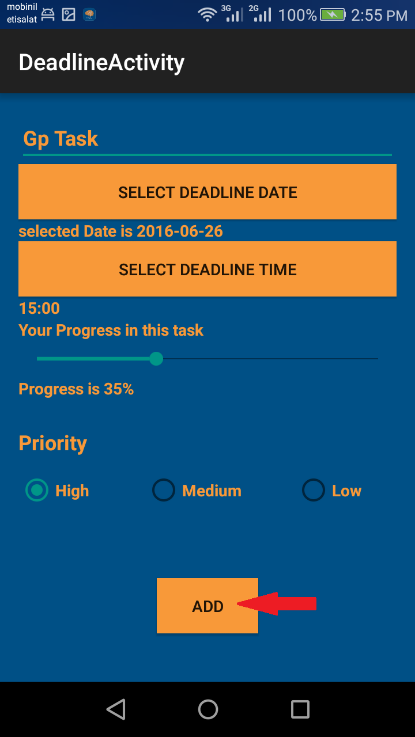 mobinil
etisalat 3G 2G 100% 2:55 PM
DeadlineActivity
Gp Task
SELECT DEADLINE DATE
selected Date is 2016-06-26
SELECT DEADLINE TIME
15:00
Your Progress in this task
Progress is 35%
Priority
High Medium Low
ADD